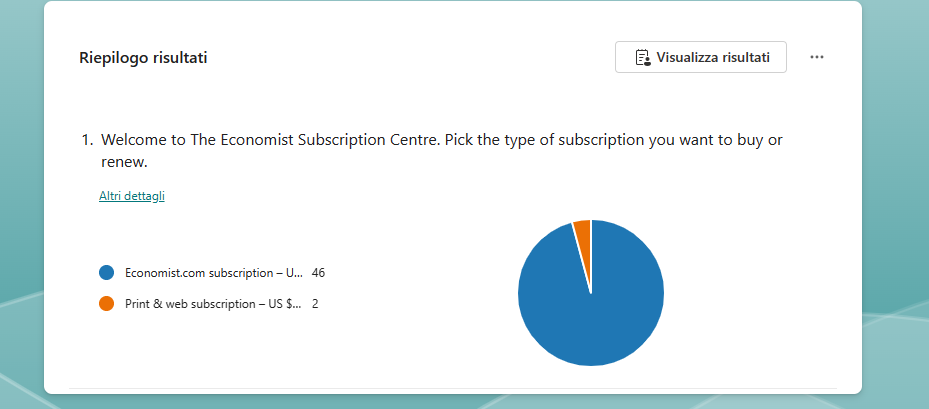 Riepilogo risultati
Visualizza risultati
1. Welcome to The Economist Subscription Centre. Pick the type of subscription you want to buy or
renew.
Altri dettagli
Economist.com subscription – U... 46
Print & web subscription – US $... 2